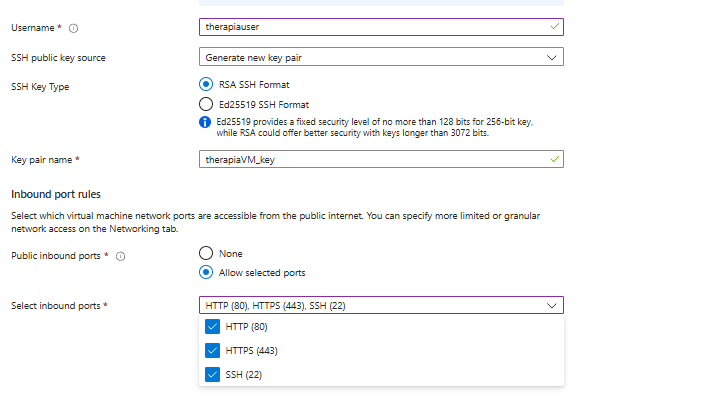 Username *
therapiauser
SSH public key source
Generate new key pair
SSH Key Type
RSA SSH Format
Ed25519 SSH Format
Ed25519 provides a fixed security level of no more than 128 bits for 256-bit key,
while RSA could offer better security with keys longer than 3072 bits.
Key pair name *
therapiaVM_key
Inbound port rules
Select which virtual machine network ports are accessible from the public internet. You can specify more limited or granular
network access on the Networking tab.
Public inbound ports *
None
Allow selected ports
Select inbound ports *
HTTP (80), HTTPS (443), SSH (22)
HTTP (80)
HTTPS (443)
SSH (22)